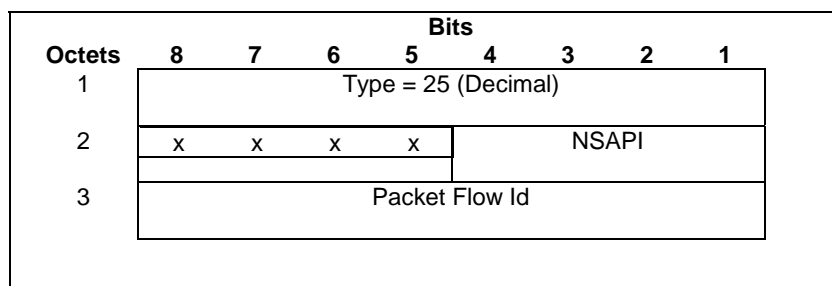 Bits
Octets 8 7 6 5 4 3 2 1
1 Type = 25 (Decimal)
2 x x x x NSAPI
3 Packet Flow Id